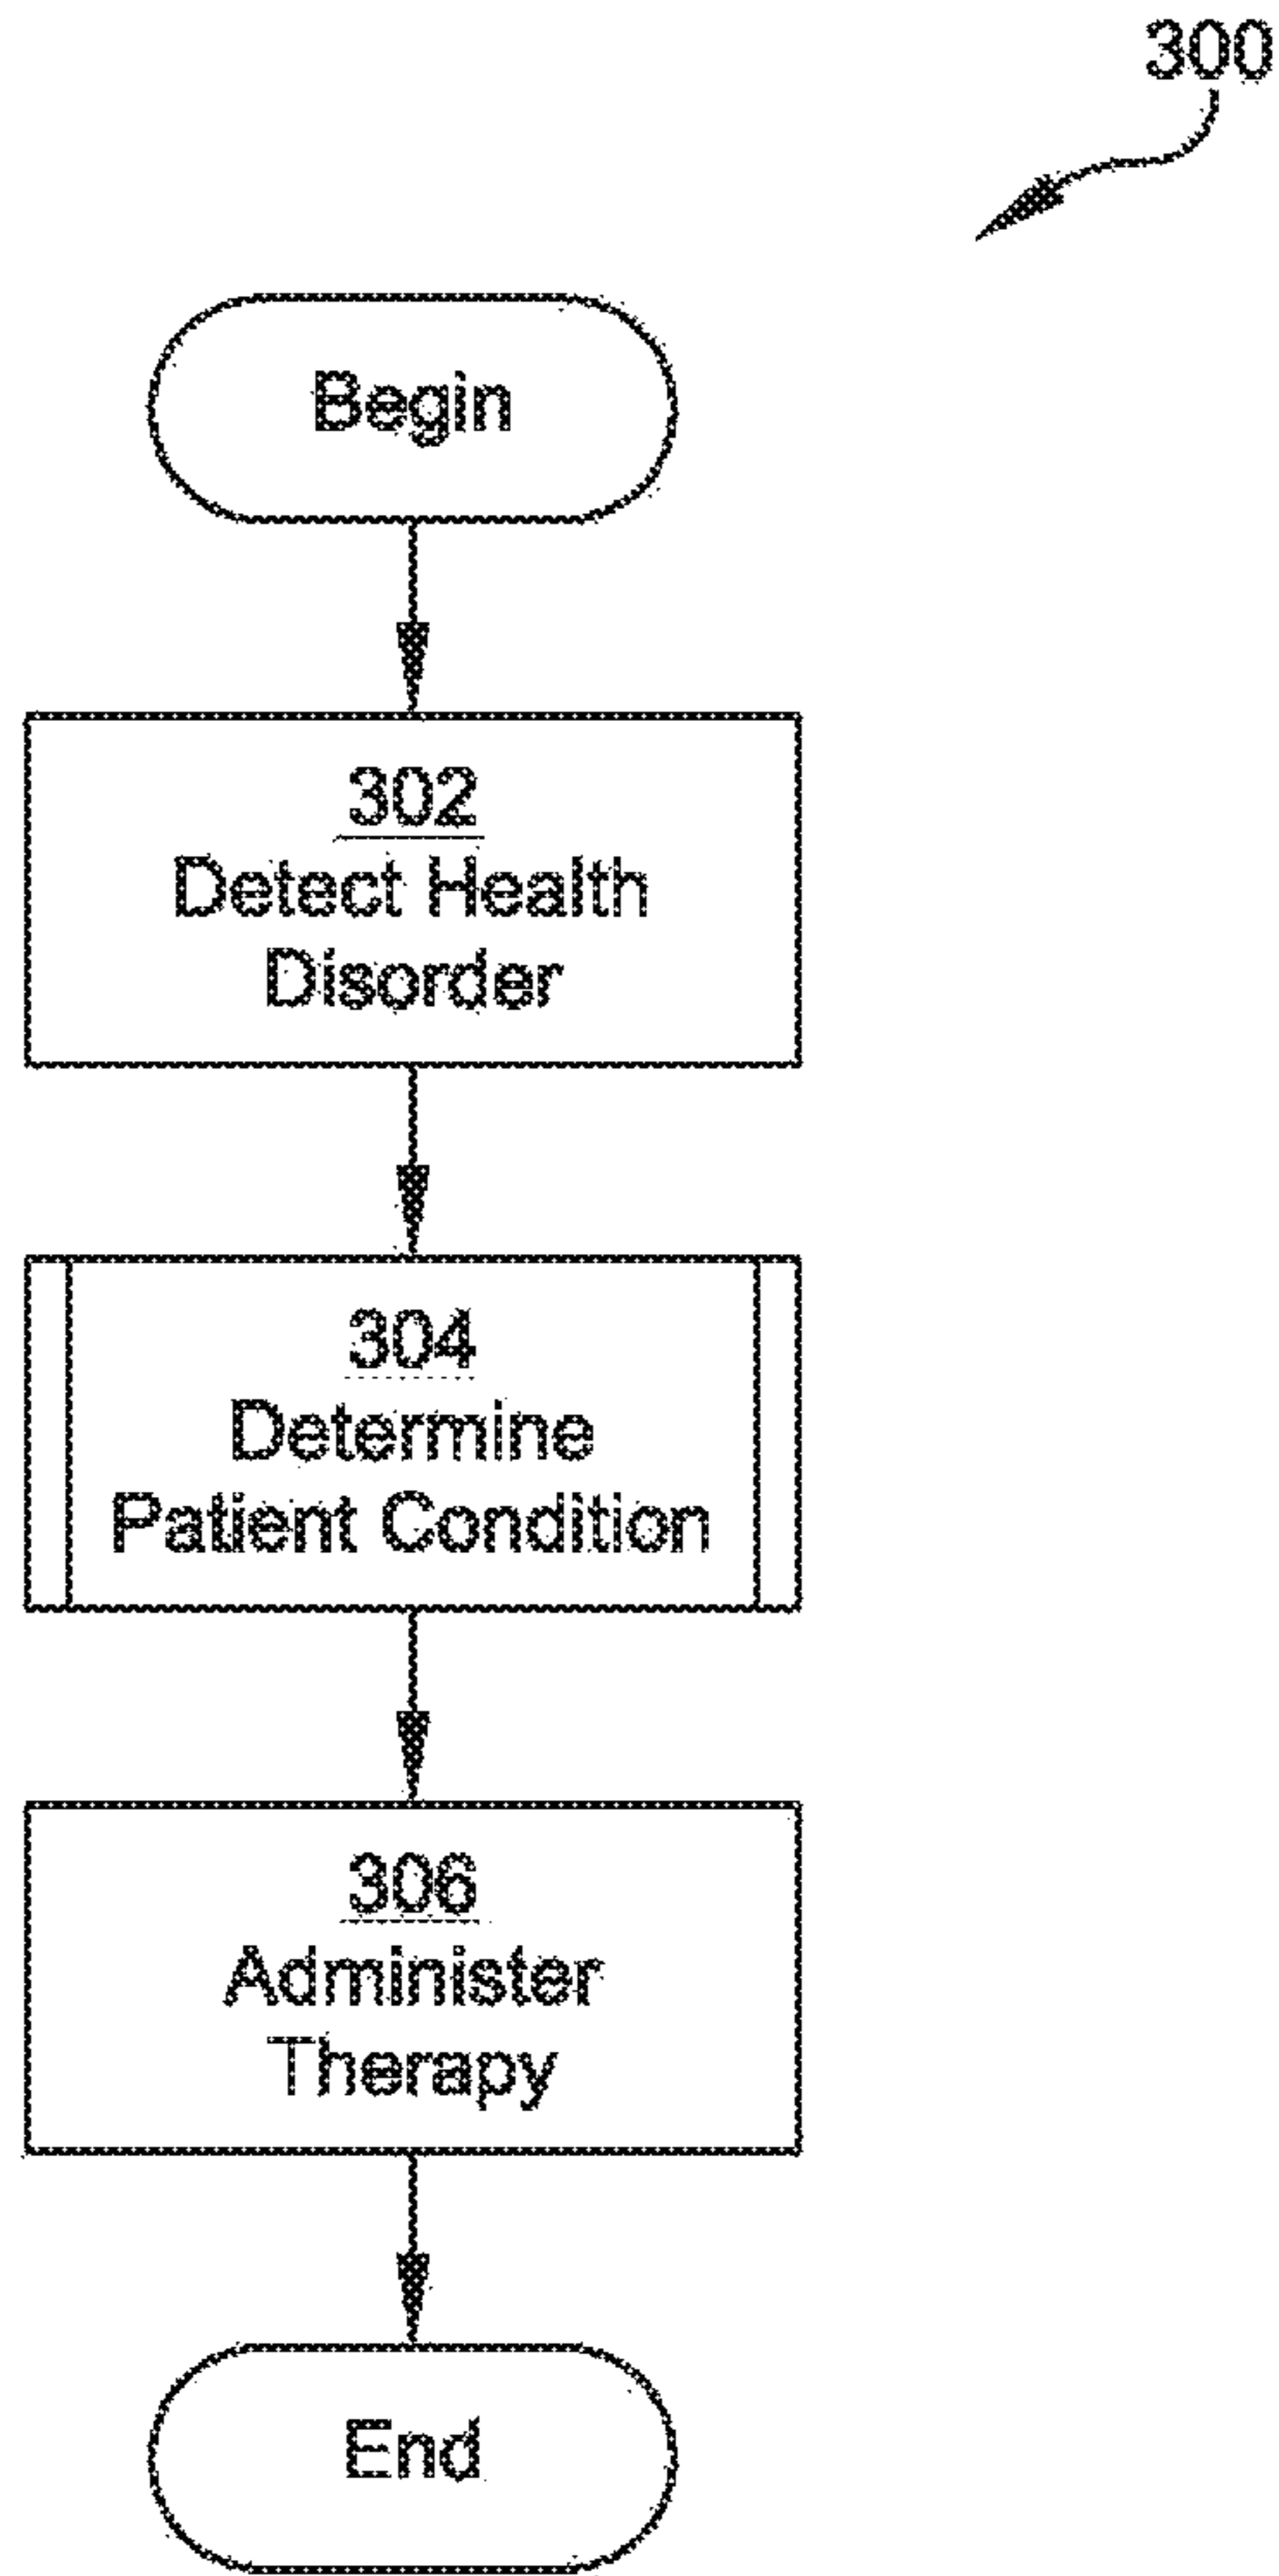 300
Begin
302
Detect Health
Disorder
304
Determine
Patient Condition
306
Administer
Therapy
End